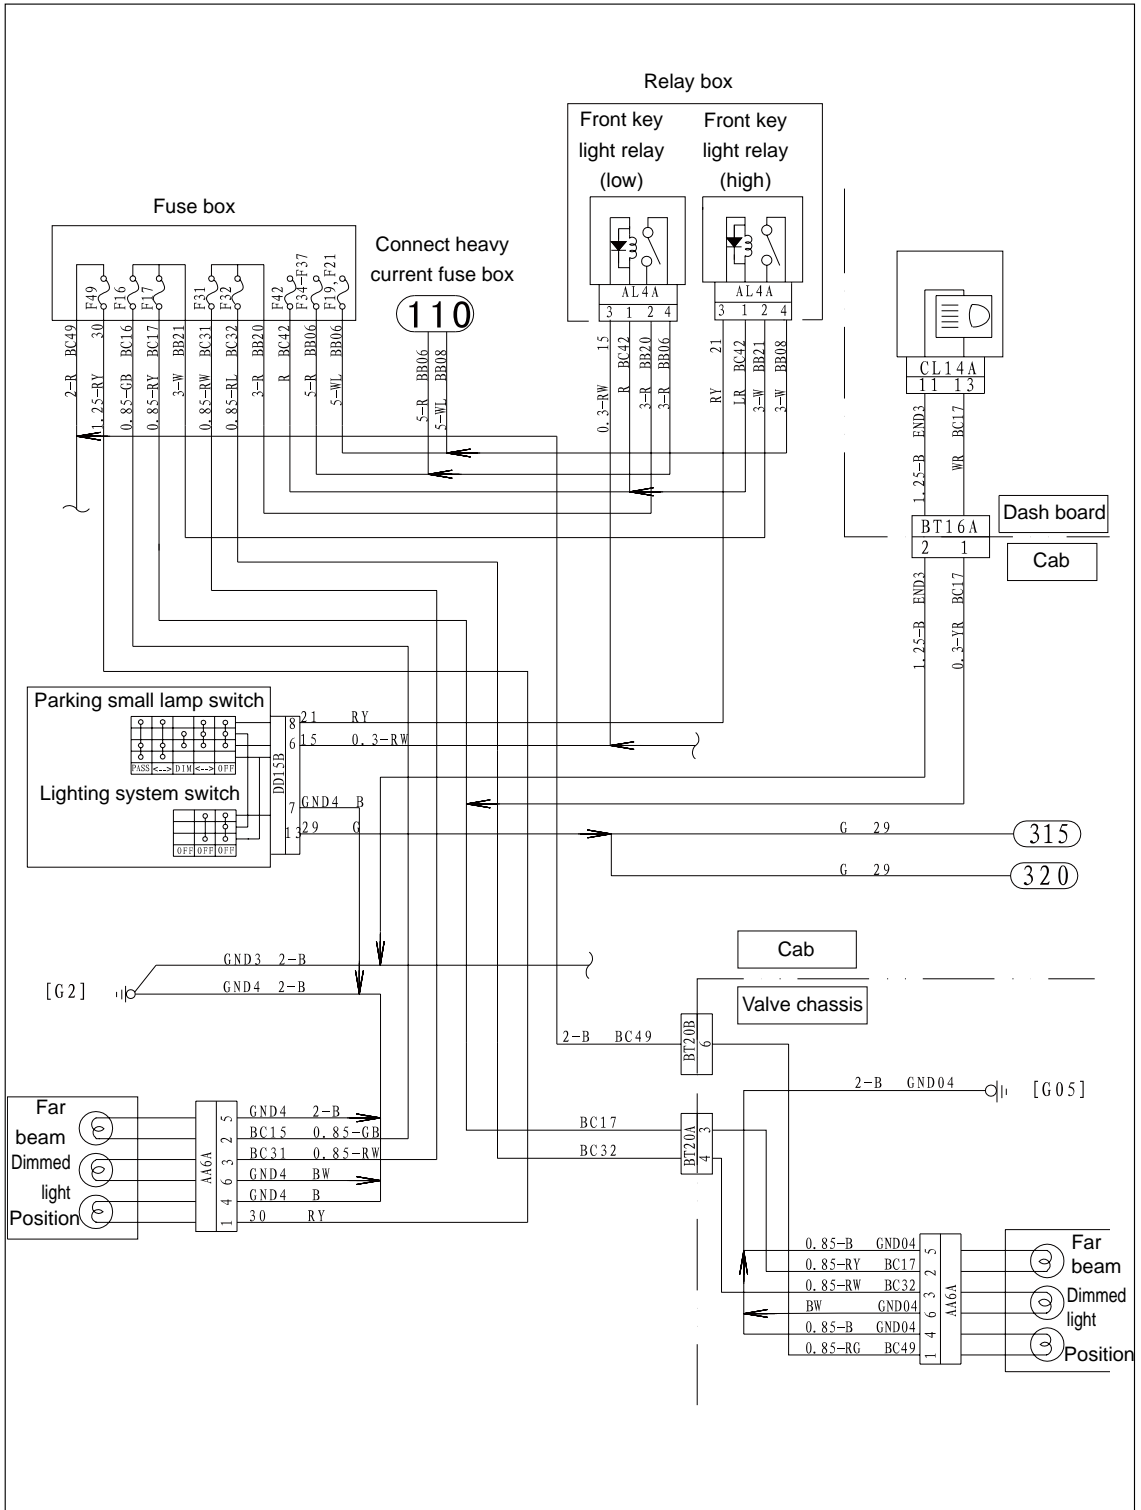 Relay box
Front key
light relay
(low)
Front key
light relay
(high)
Fuse box
Connect heavy
current fuse box
110
F49
F16
F17
F31
F32
F42
F34-F37
F19,F21
2-R BC49
1.25-RY 30
0.85-GB BC16
0.85-RY BC17
3-W BB21
0.85-RW BC31
0.85-RL BC32
3-R BB20
R BC42
5-R BB06
5-WL BB06
5-R BB06
5-WL BB08
AL4A
3 1 2 4
0.3-RW 15
R BC42
3-R BB20
3-R BB06
AL4A
3 1 2 4
RY 21
LR BC42
3-W BB21
3-W BB08
CL14A
11 13
1.25-B END3
WR BC17
BT16A
2 1
Dash board
Cab
1.25-B END3
0.3-YR BC17
Parking small lamp switch
PASS <--> DIM <--> OFF
Lighting system switch
OFF OFF OFF
DD15B
8
6
7
13
21 RY
15 0.3-RW
GND4 B
29 G
G 29
315
G 29
320
Cab
Valve chassis
[G2]
GND3 2-B
GND4 2-B
2-B BC49
BT20B
6
2-B GND04
[G05]
BC17
BC32
BT20A
3
4
Far
beam
Dimmed
light
Position
AA6A
5
2
3
6
4
1
GND4 2-B
BC15 0.85-GB
BC31 0.85-RW
GND4 BW
GND4 B
30 RY
0.85-B GND04
0.85-RY BC17
0.85-RW BC32
BW GND04
0.85-B GND04
0.85-RG BC49
5
2
3
6
4
1
AA6A
Far
beam
Dimmed
light
Position